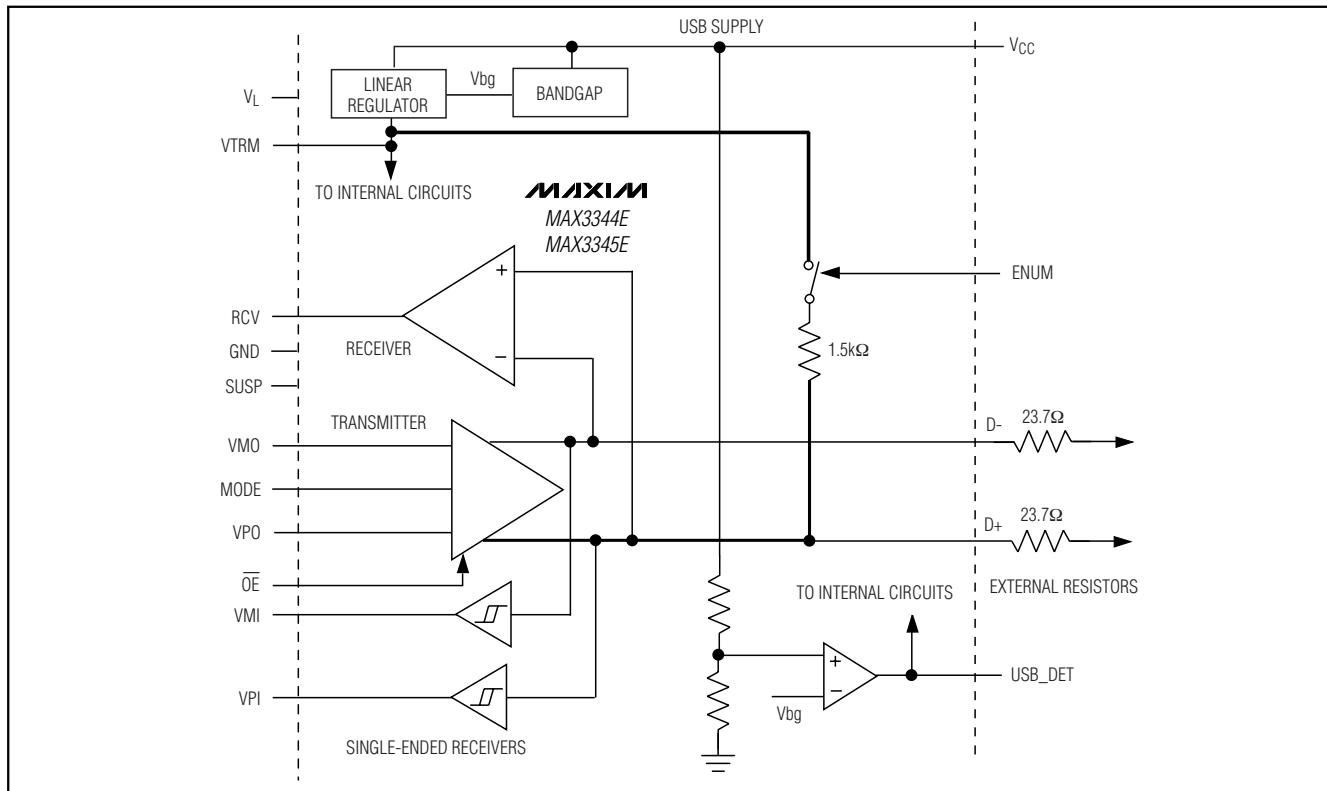 USB SUPPLY
VCC
LINEAR
REGULATOR
Vbg
BANDGAP
VL
VTRM
TO INTERNAL CIRCUITS
MAXIM
MAX3344E
MAX3345E
ENUM
+
RCV
RECEIVER
1.5kΩ
GND
−
SUSP
TRANSMITTER
D-
23.7Ω
VMO
MODE
VPO
D+
23.7Ω
OE
TO INTERNAL CIRCUITS
EXTERNAL RESISTORS
VMI
+
USB_DET
VPI
−
Vbg
SINGLE-ENDED RECEIVERS